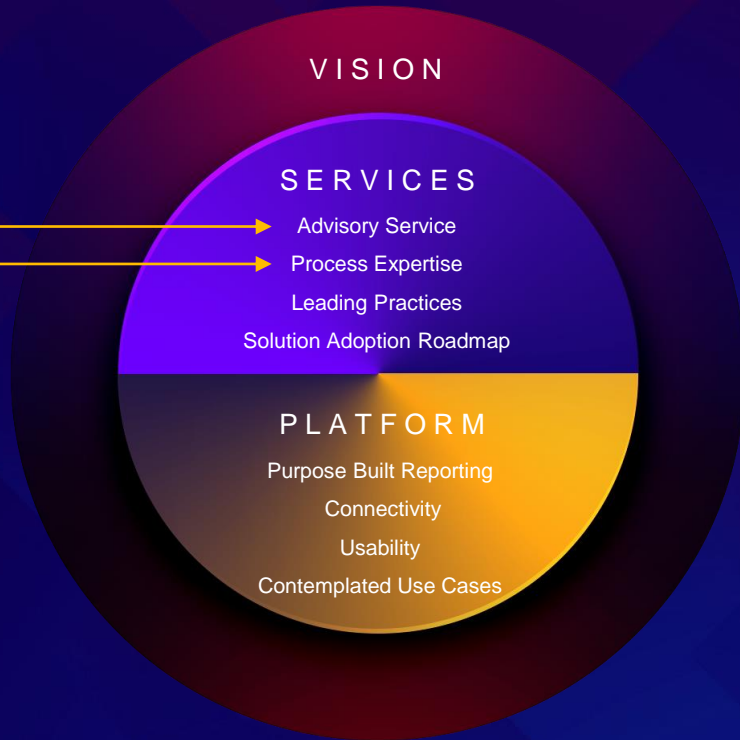 VISION
SERVICES
Advisory Service
Process Expertise
Leading Practices
Solution Adoption Roadmap
PLATFORM
Purpose Built Reporting
Connectivity
Usability
Contemplated Use Cases